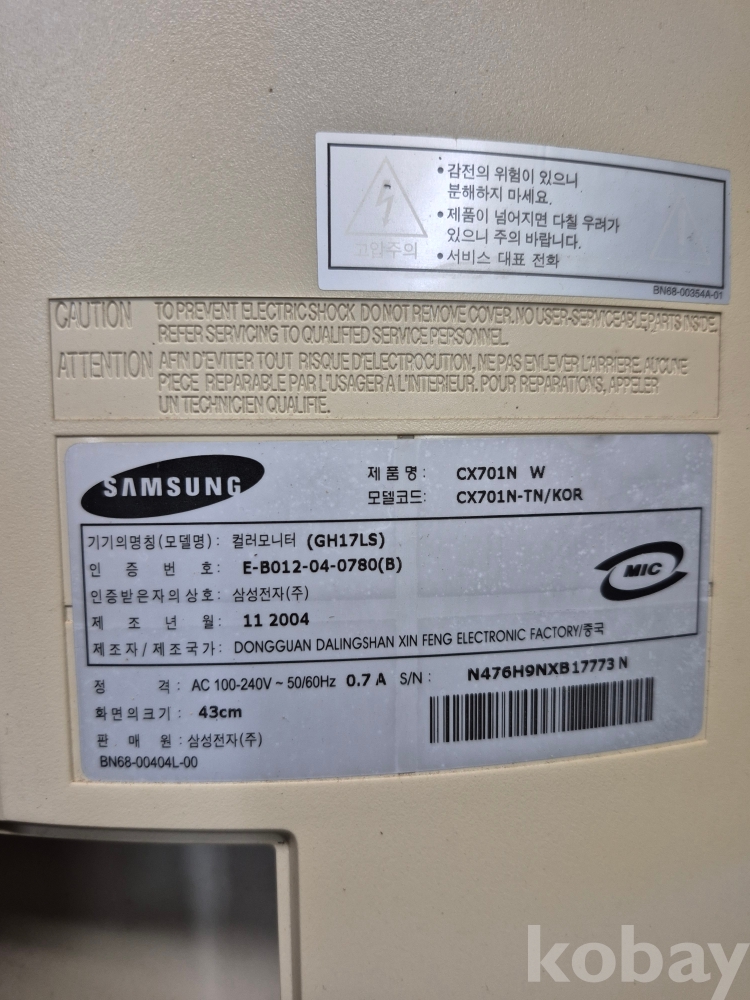 • 감전의 위험이 있으니
분해하지 마세요.
• 제품이 넘어지면 다칠 우려가
있으니 주의 바랍니다.
고압주의
• 서비스 대표 전화
BN68-00354A-01
CAUTION TO PREVENT ELECTRIC SHOCK DO NOT REMOVE COVER. NO USER-SERVICEABLE PARTS INSIDE.
REFER SERVICING TO QUALIFIED SERVICE PERSONNEL.
ATTENTION AFIN D'EVITER TOUT RISQUE D'ELECTROCUTION, NE PAS ENLEVER L'ARRIERE. AUCUNE
PIECE REPARABLE PAR L'USAGER A L'INTERIEUR. POUR REPARATIONS, APPELER
UN TECHNICIEN QUALIFIE.
SAMSUNG
제 품 명 : CX701N W
모델코드: CX701N-TN/KOR
기기의명칭(모델명) : 컬러모니터 (GH17LS)
인 증 번 호: E-B012-04-0780(B)
MIC
인증받은자의상호: 삼성전자(주)
제 조 년 월: 11 2004
제조자/제조국가: DONGGUAN DALINGSHAN XIN FENG ELECTRONIC FACTORY/중국
정 격 : AC 100-240V ~ 50/60Hz 0.7 A S/N : N476H9NXB17773 N
화면의크기 : 43cm
판 매 원 : 삼성전자(주)
BN68-00404L-00
kobay